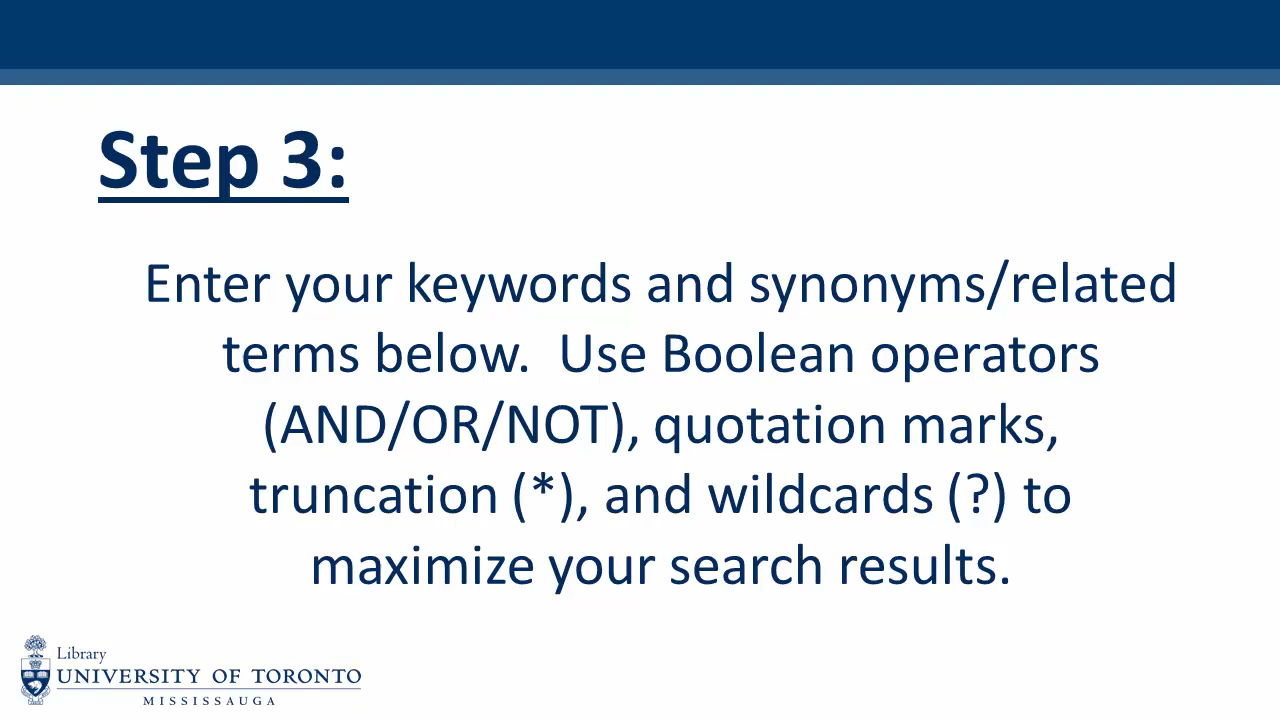 Step 3:
Enter your keywords and synonyms/related
terms below.  Use Boolean operators
(AND/OR/NOT), quotation marks,
truncation (*), and wildcards (?) to
maximize your search results.
Library
UNIVERSITY OF TORONTO
MISSISSAUGA